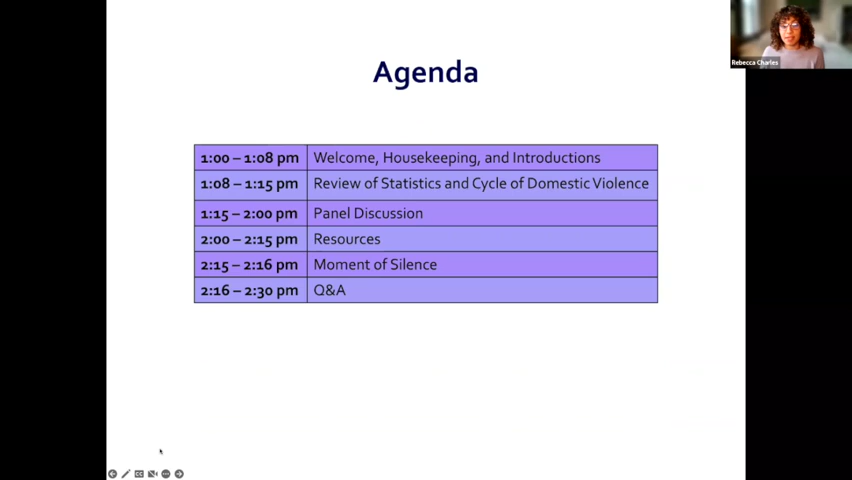 Agenda
Rebecca Charles
1:00 – 1:08 pm Welcome, Housekeeping, and Introductions
1:08 – 1:15 pm Review of Statistics and Cycle of Domestic Violence
1:15 – 2:00 pm Panel Discussion
2:00 – 2:15 pm Resources
2:15 – 2:16 pm Moment of Silence
2:16 – 2:30 pm Q&A